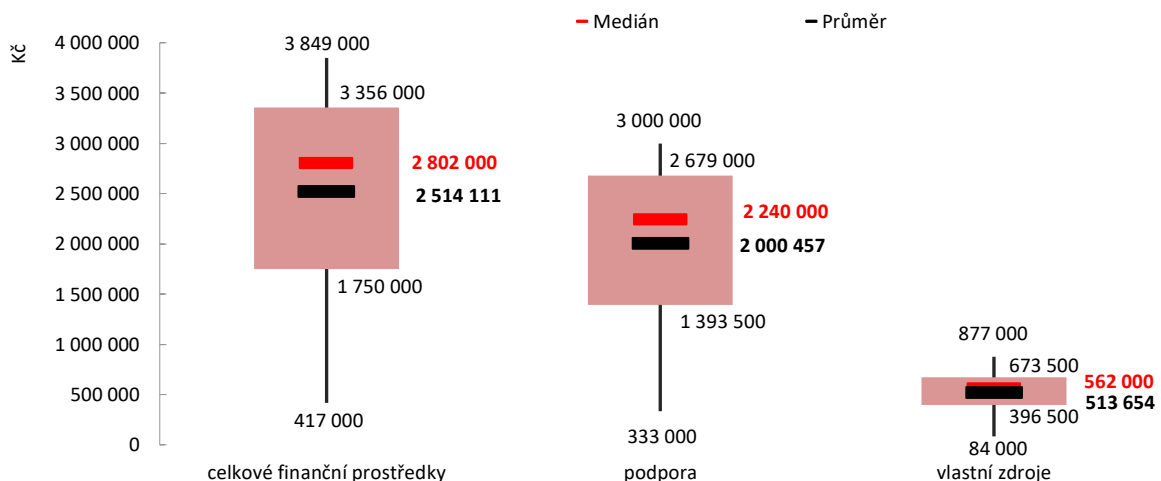 Medián Průměr
Kč
4 000 000
3 500 000
3 000 000
2 500 000
2 000 000
1 500 000
1 000 000
500 000
0
3 849 000
3 356 000
2 802 000
2 514 111
1 750 000
417 000
3 000 000
2 679 000
2 240 000
2 000 457
1 393 500
333 000
877 000
673 500
562 000
513 654
396 500
84 000
celkové finanční prostředky podpora vlastní zdroje